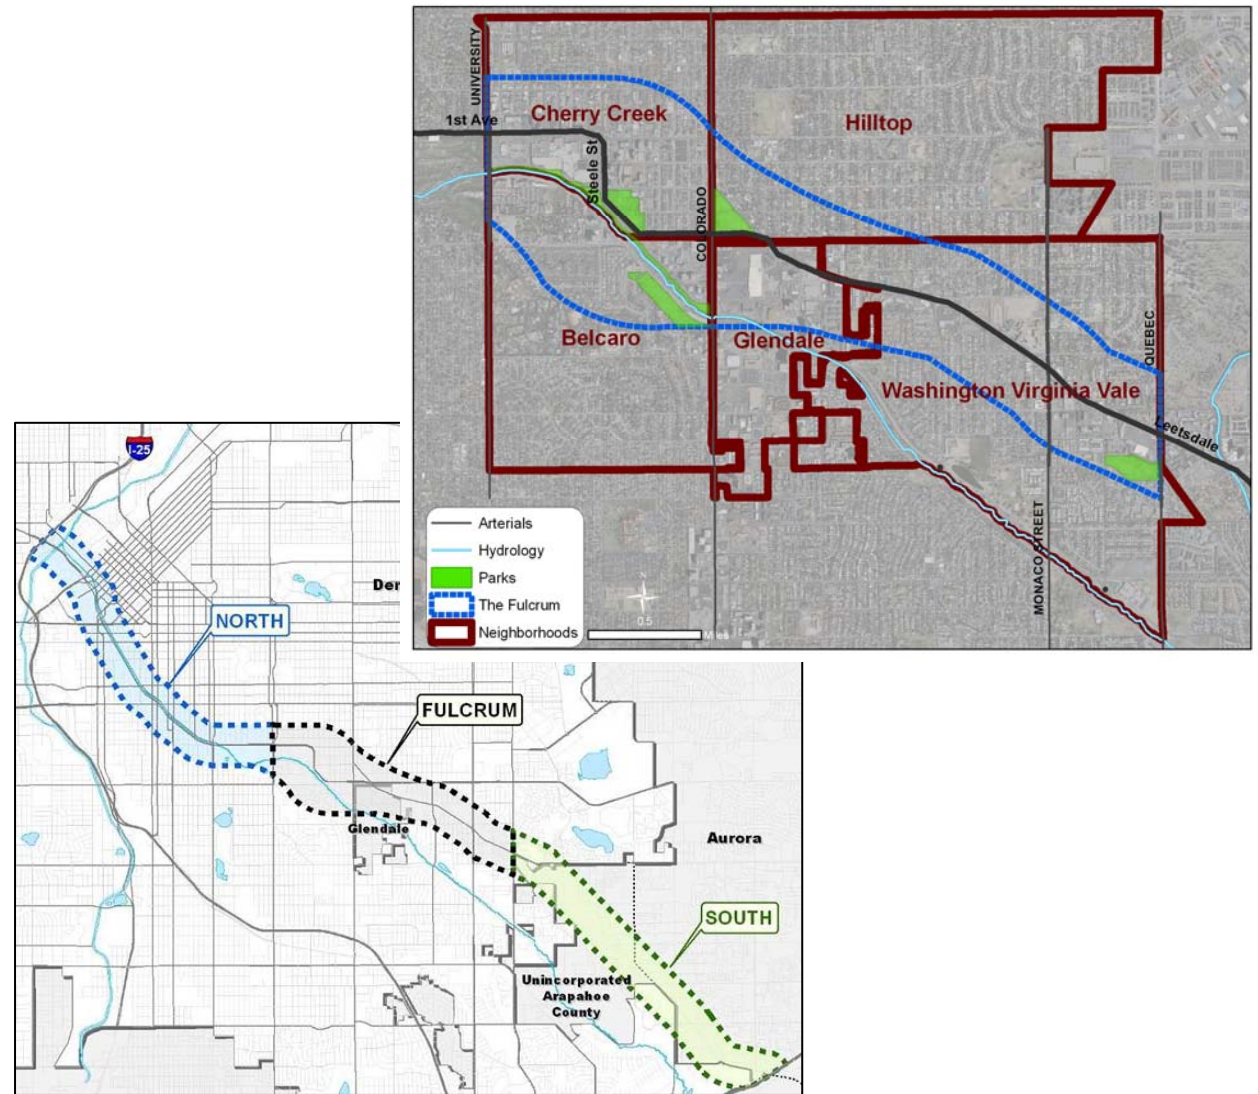 UNIVERSITY
1st Ave
Cherry Creek
Hilltop
Steele St
COLORADO
Belcaro
Glendale
Washington Virginia Vale
QUEBEC
Leetsdale
MONACO STREET
Arterials
Hydrology
Parks
The Fulcrum
Neighborhoods
0.5
I-25
Den
NORTH
FULCRUM
Glendale
Aurora
SOUTH
Unincorporated
Arapahoe
County